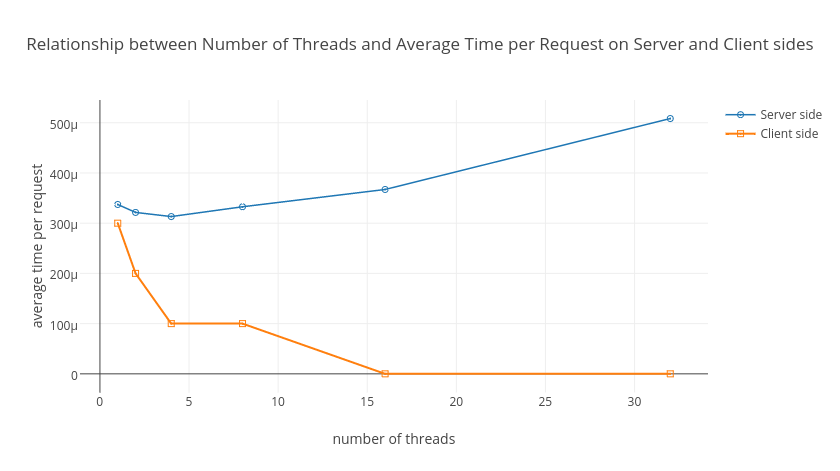 Relationship between Number of Threads and Average Time per Request on Server and Client sides
Server side
Client side
average time per request
500μ
400μ
300μ
200μ
100μ
0
0 5 10 15 20 25 30
number of threads